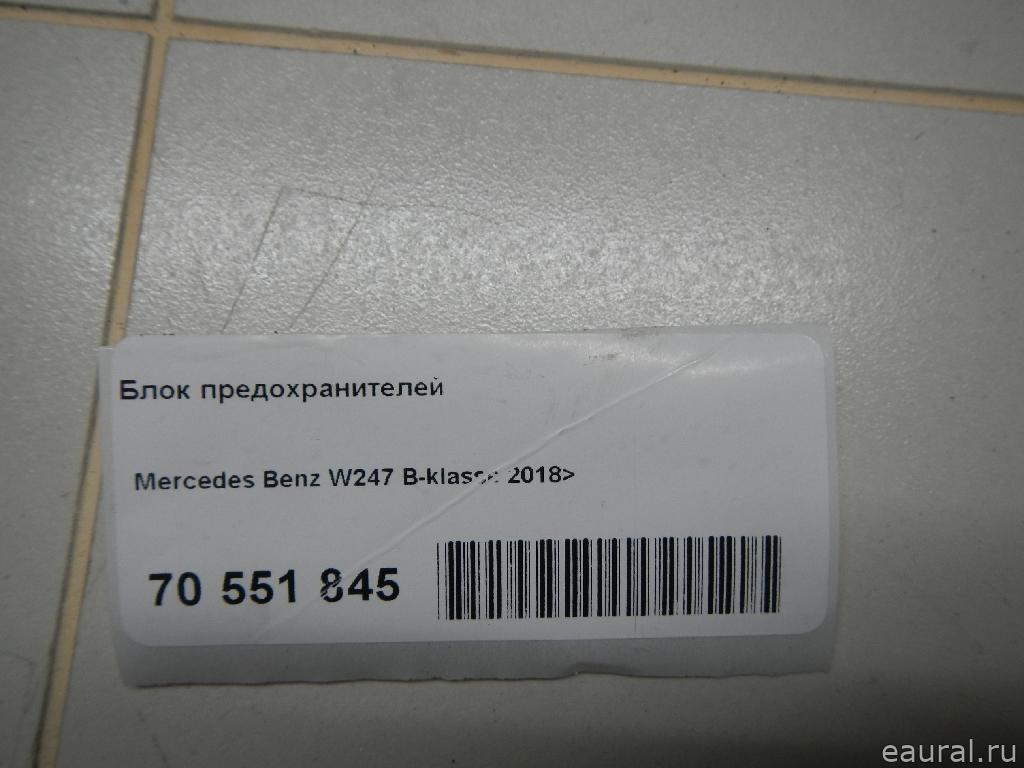 Блок предохранителей
Mercedes Benz W247 B-klasse 2018>
70 551 845
eaural.ru